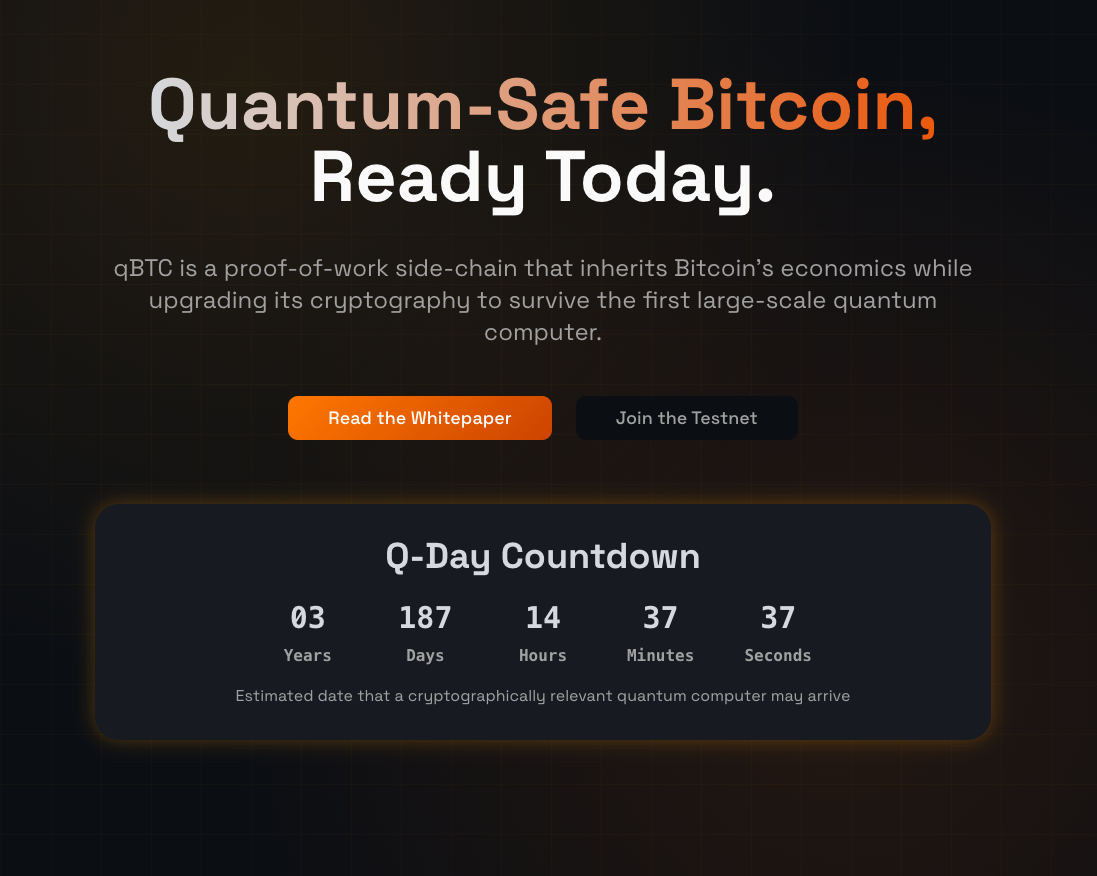 Quantum-Safe Bitcoin,
Ready Today.
qBTC is a proof-of-work side-chain that inherits Bitcoin’s economics while
upgrading its cryptography to survive the first large-scale quantum
computer.
Read the Whitepaper
Join the Testnet
Q-Day Countdown
03 187 14 37 37
Years Days Hours Minutes Seconds
Estimated date that a cryptographically relevant quantum computer may arrive